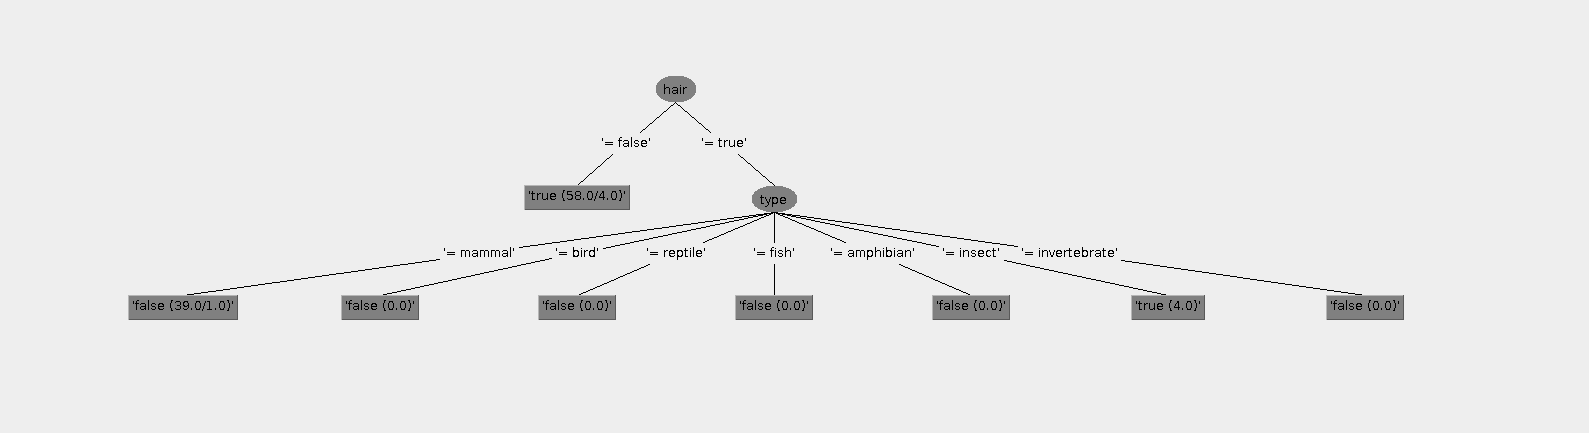 hair
'= false'
'= true'
'true (58.0/4.0)'
type
'= mammal'
'= bird'
'= reptile'
'= fish'
'= amphibian'
'= insect'
'= invertebrate'
'false (39.0/1.0)'
'false (0.0)'
'false (0.0)'
'false (0.0)'
'false (0.0)'
'true (4.0)'
'false (0.0)'